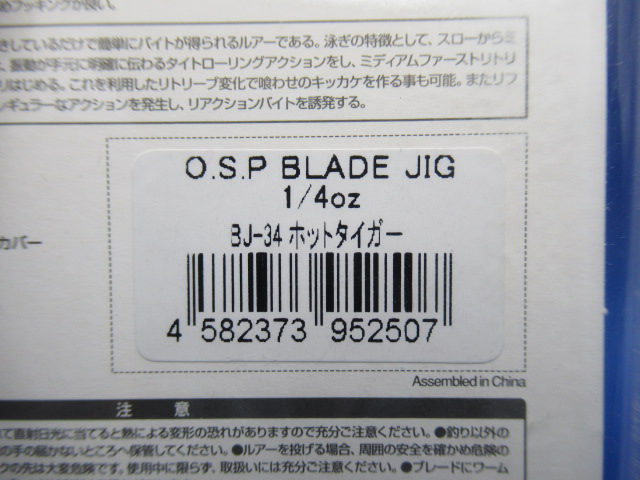 めフッキングが良い。
きしているだけで簡単にバイトが得られるルアーである。泳ぎの特徴として、スローからミ
、振動が手元に明確に伝わるタイトローリングアクションをし、ミディアムファーストリトリ
りはじめる。これを利用したリトリーブ変化で喰わせのキッカケを作る事も可能。またリフ
レギュラーなアクションを発生し、リアクションバイトを誘発する。
O.S.P BLADE JIG
1/4oz
BJ-34 ホットタイガー
カバー
4 582373 952507
Assembled in China
注 意
て直射日光に当てると熱による変形の恐れがありますので充分ご注意ください。●釣り以外の
の手の届かないところへ保管してください。●ルアーを投げる場合、周囲の安全を確かめ危険の
クの先は大変危険です。使用中に限らず、取扱いには充分ご注意ください。●ブレードにワーム